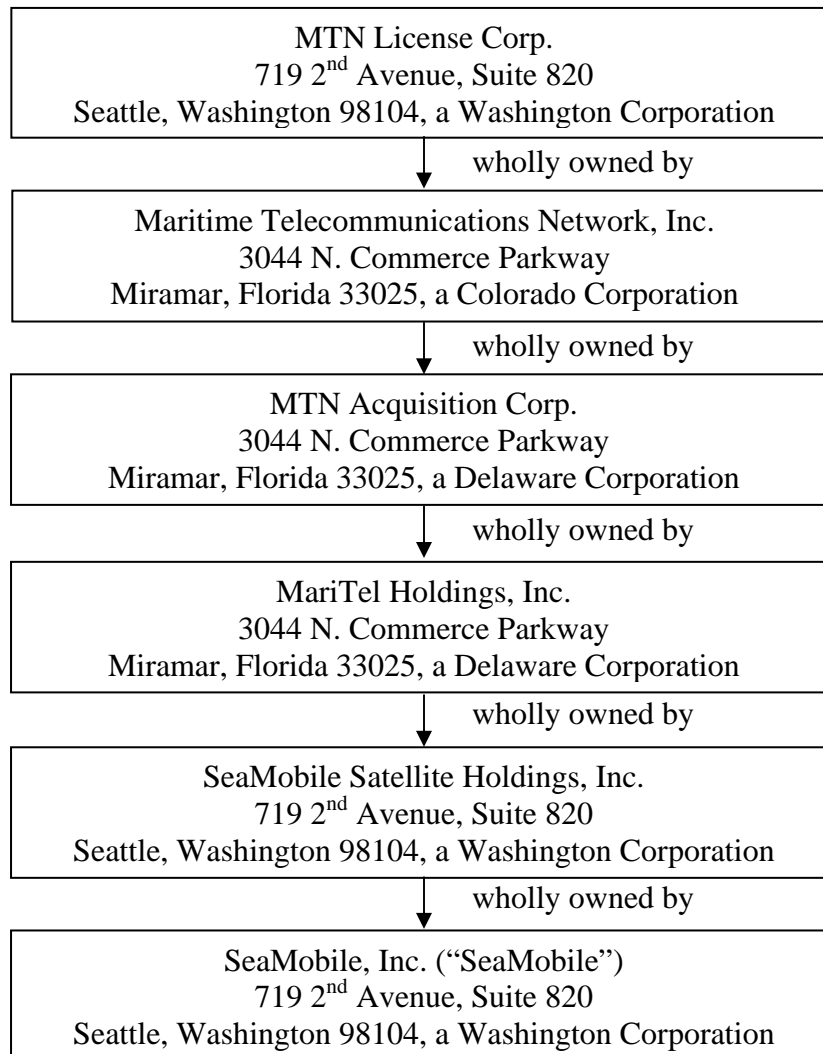 MTN License Corp.
719 2nd Avenue, Suite 820
Seattle, Washington 98104, a Washington Corporation
wholly owned by
Maritime Telecommunications Network, Inc.
3044 N. Commerce Parkway
Miramar, Florida 33025, a Colorado Corporation
wholly owned by
MTN Acquisition Corp.
3044 N. Commerce Parkway
Miramar, Florida 33025, a Delaware Corporation
wholly owned by
MariTel Holdings, Inc.
3044 N. Commerce Parkway
Miramar, Florida 33025, a Delaware Corporation
wholly owned by
SeaMobile Satellite Holdings, Inc.
719 2nd Avenue, Suite 820
Seattle, Washington 98104, a Washington Corporation
wholly owned by
SeaMobile, Inc. (“SeaMobile”)
719 2nd Avenue, Suite 820
Seattle, Washington 98104, a Washington Corporation